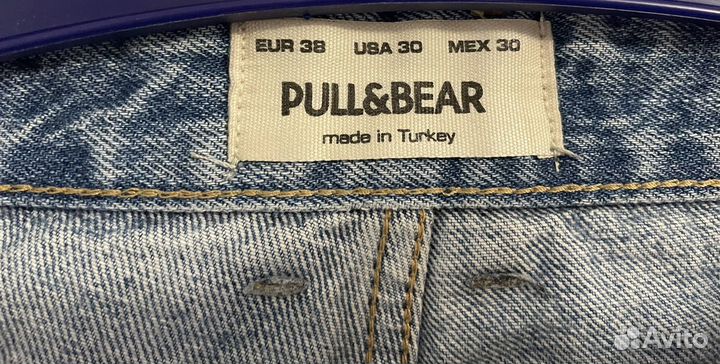 EUR 38 USA 30 MEX 30
PULL&BEAR
made in Turkey
Avito